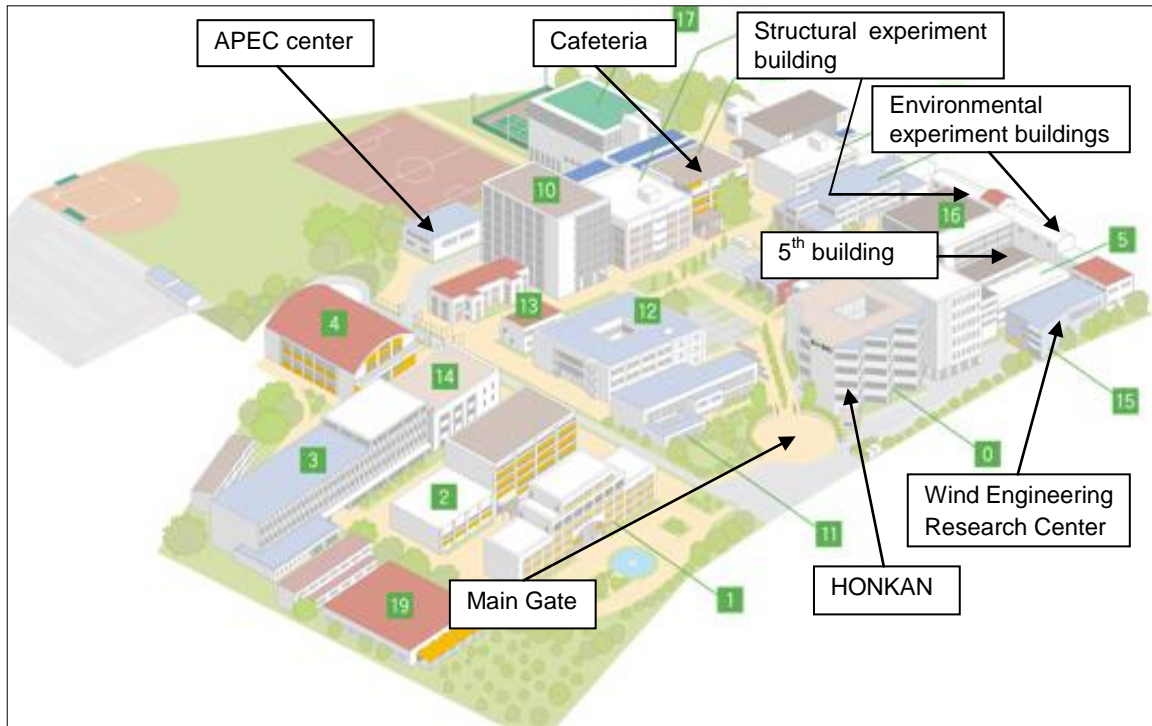 17
APEC center
Cafeteria
Structural experiment
building
Environmental
experiment buildings
10
16
5th building
5
13
12
4
14
15
3
0
2
Wind Engineering
Research Center
11
HONKAN
Main Gate
1
19